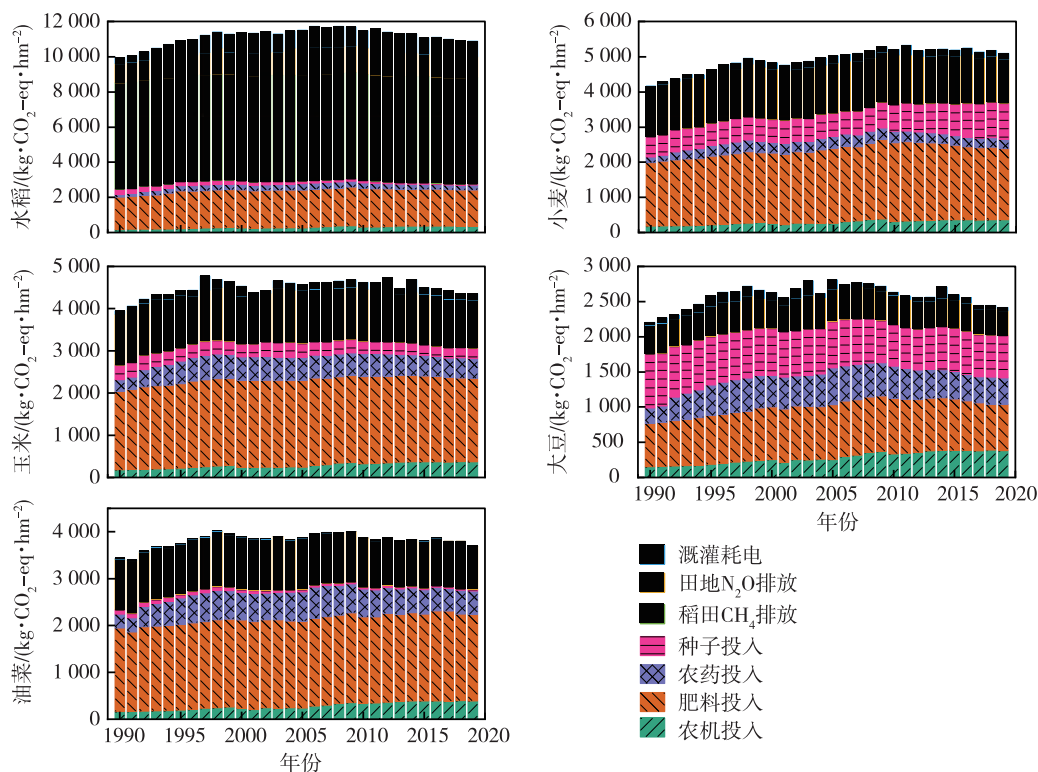 12 000
10 000
8 000
6 000
4 000
2 000
0
水稻/(kg·CO₂-eq·hm⁻²)
6 000
5 000
4 000
3 000
2 000
1 000
0
小麦/(kg·CO₂-eq·hm⁻²)
5 000
4 000
3 000
2 000
1 000
0
玉米/(kg·CO₂-eq·hm⁻²)
3 000
2 500
2 000
1 500
1 000
500
0
大豆/(kg·CO₂-eq·hm⁻²)
1990 1995 2000 2005 2010 2015 2020
年份
4 000
3 000
2 000
1 000
0
油菜/(kg·CO₂-eq·hm⁻²)
1990 1995 2000 2005 2010 2015 2020
年份
溉灌耗电
田地N₂O排放
稻田CH₄排放
种子投入
农药投入
肥料投入
农机投入